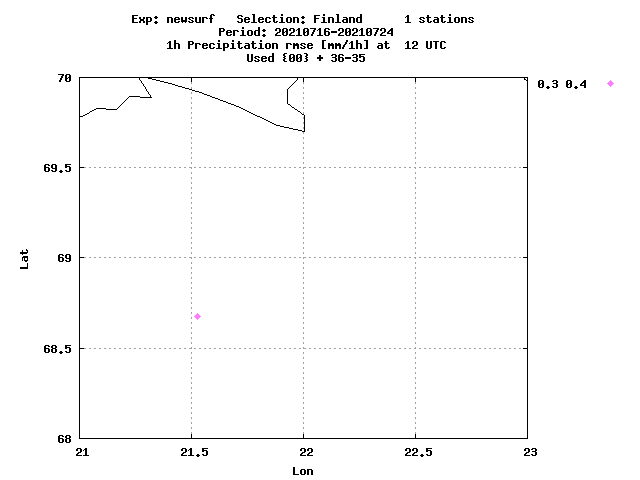 Exp: newsurf   Selection: Finland      1 stations
Period: 20210716-20210724
1h Precipitation rmse [mm/1h] at  12 UTC
Used {00} + 36-35
70
0.3 0.4
69.5
69
Lat
68.5
68
21 21.5 22 22.5 23
Lon